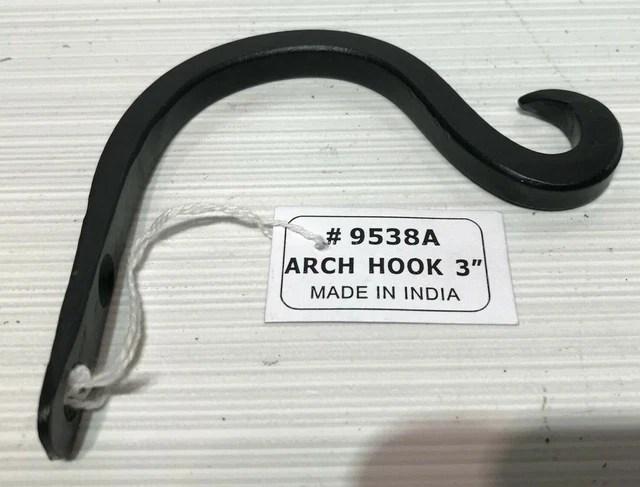 # 9538A
ARCH HOOK 3"
MADE IN INDIA